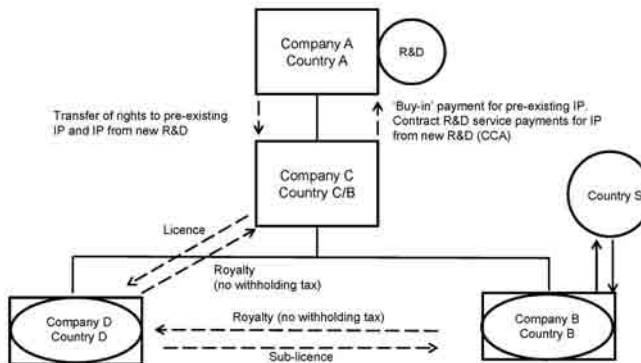 Company A
Country A
R&D
Transfer of rights to pre-existing
IP and IP from new R&D
'Buy-in' payment for pre-existing IP.
Contract R&D service payments for IP
from new R&D (CCA)
Company C
Country C/B
Country S
Licence
Royalty
(no withholding tax)
Company D
Country D
Royalty (no withholding tax)
Sub-licence
Company B
Country B